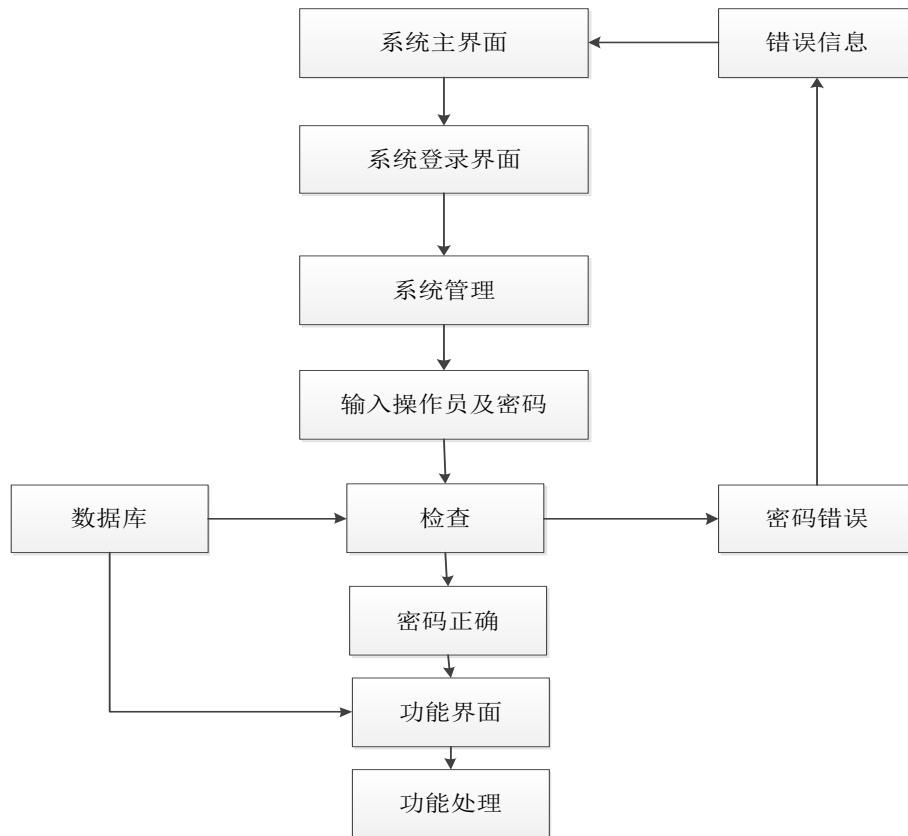 系统主界面
错误信息
系统登录界面
系统管理
输入操作员及密码
数据库
检查
密码错误
密码正确
功能界面
功能处理